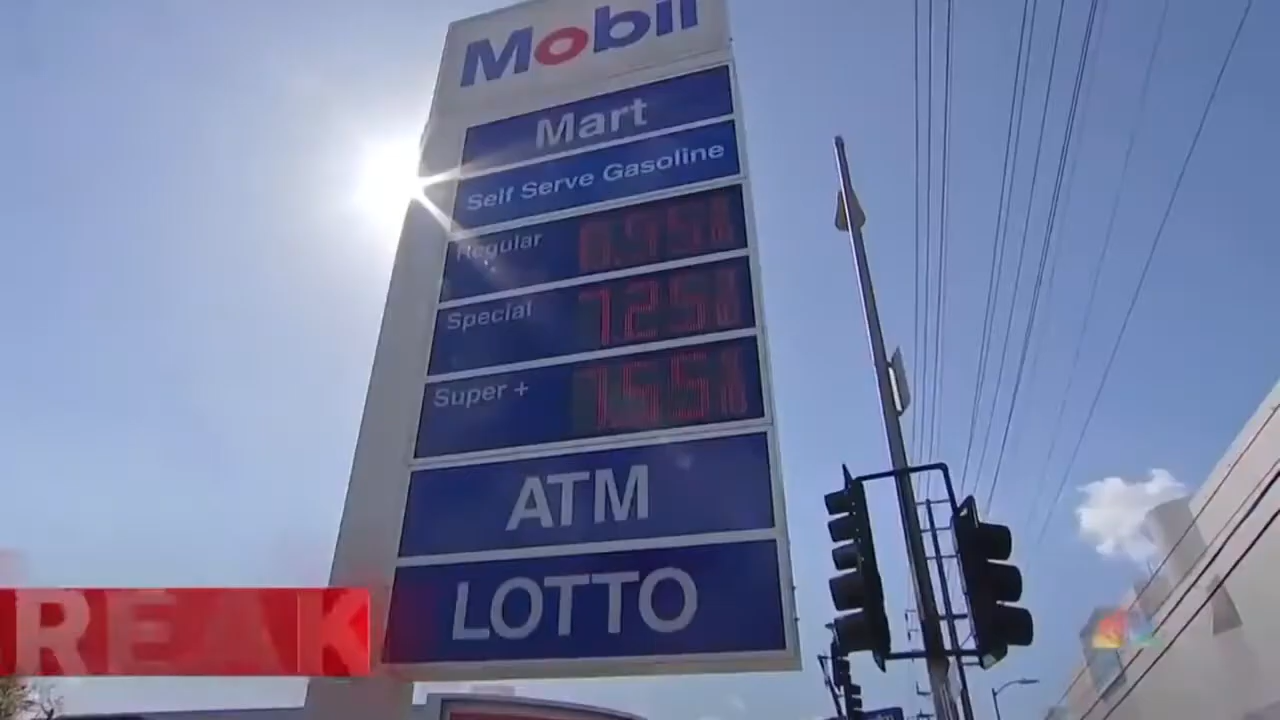 Mobil
Mart
Self Serve Gasoline
Regular 6.95
Special 7.25
Super + 7.55
ATM
LOTTO
REAK